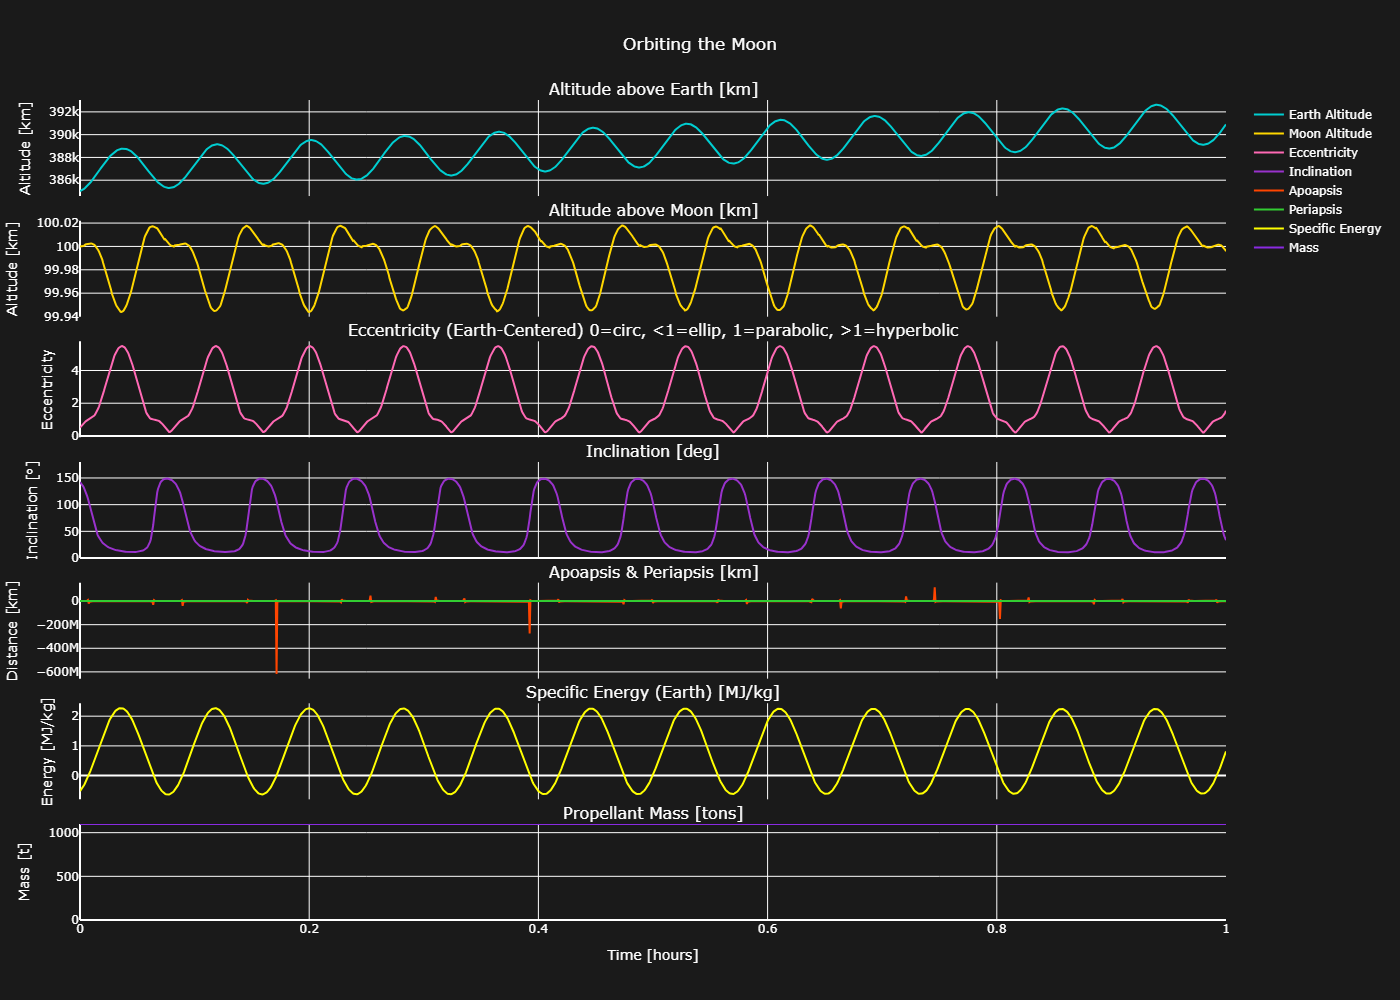 Orbiting the Moon
Altitude above Earth [km]
Altitude [km]
392k
390k
388k
386k
Altitude above Moon [km]
Altitude [km]
100.02
100
99.98
99.96
99.94
Eccentricity (Earth-Centered) 0=circ, <1=ellip, 1=parabolic, >1=hyperbolic
Eccentricity
4
2
0
Inclination [deg]
Inclination [°]
150
100
50
0
Apoapsis & Periapsis [km]
Distance [km]
0
−200M
−400M
−600M
Specific Energy (Earth) [MJ/kg]
Energy [MJ/kg]
2
1
0
Propellant Mass [tons]
Mass [t]
1000
500
0
0 0.2 0.4 0.6 0.8 1
Time [hours]
Earth Altitude
Moon Altitude
Eccentricity
Inclination
Apoapsis
Periapsis
Specific Energy
Mass